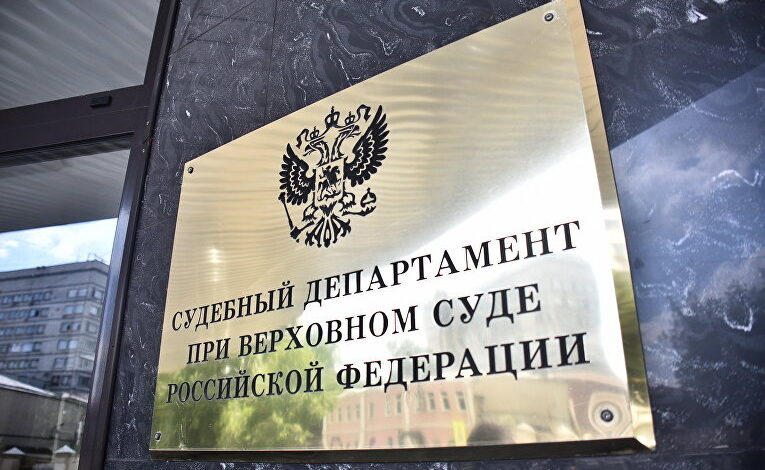 СУДЕБНЫЙ ДЕПАРТАМЕНТ
ПРИ ВЕРХОВНОМ СУДЕ
РОССИЙСКОЙ ФЕДЕРАЦИИ